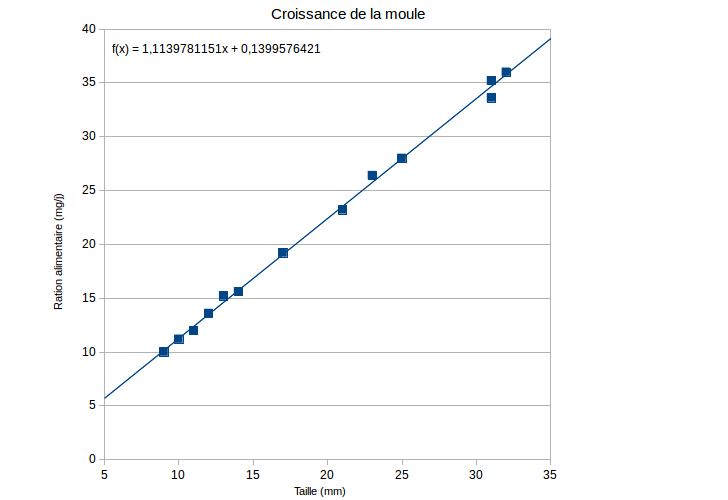 Croissance de la moule
f(x) = 1,1139781151x + 0,1399576421
40
35
30
25
20
15
10
5
0
Ration alimentaire (mg/j)
5 10 15 20 25 30 35
Taille (mm)